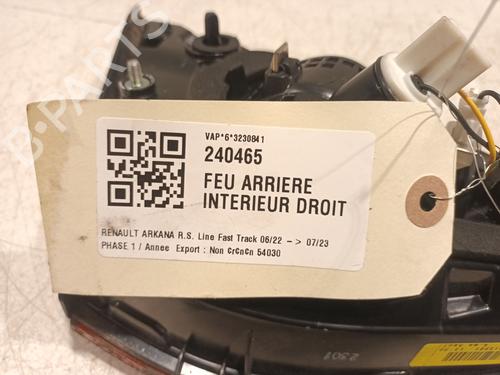 VAP*6*3230841
240465
FEU ARRIERE
INTERIEUR DROIT
RENAULT ARKANA R.S. Line Fast Track 06/22 -> 07/23
PHASE 1 / Annee Export : Non CrCnCn 54030
B-PARTS
2301